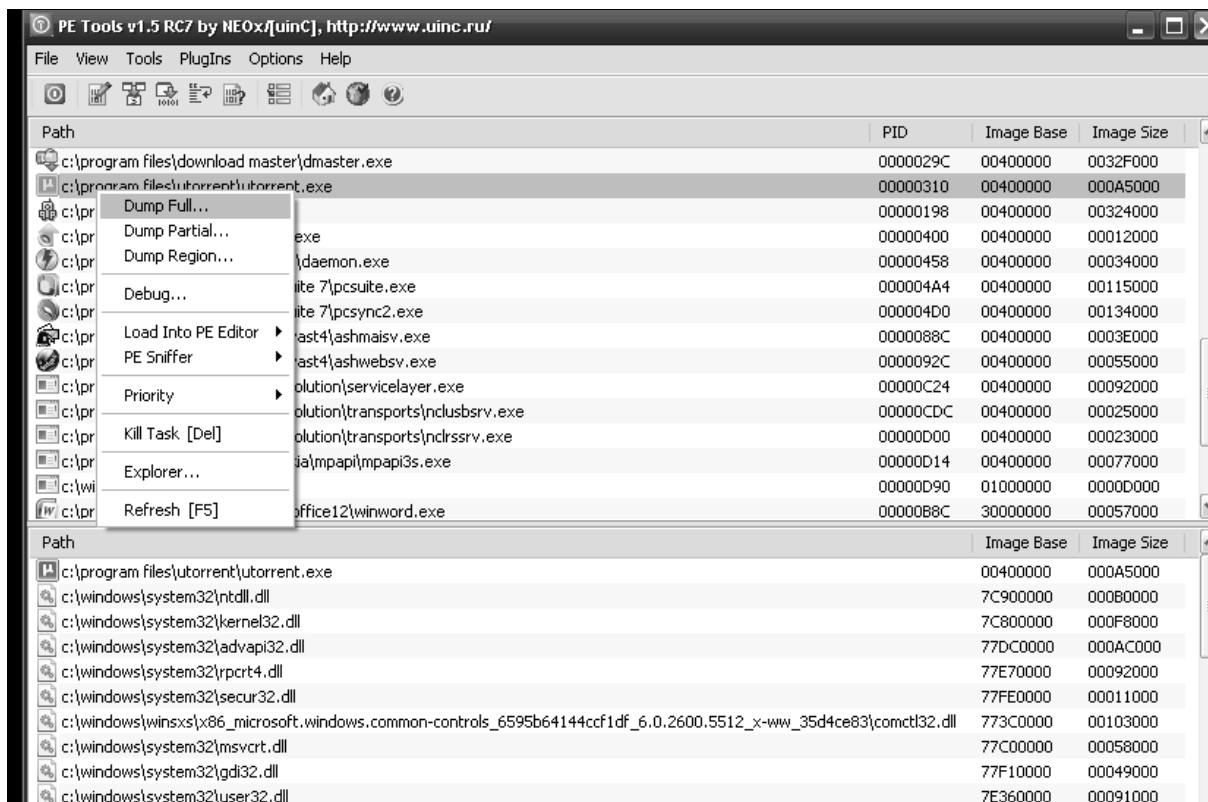 PE Tools v1.5 RC7 by NEOx/[uinC], http://www.uinc.ru/
File View Tools PlugIns Options Help
Path PID Image Base Image Size
c:\program files\download master\dmaster.exe 0000029C 00400000 0032F000
c:\program files\utorrent\utorrent.exe 00000310 00400000 000A5000
c:\pr 00000198 00400000 00324000
c:\pr exe 00000400 00400000 00012000
c:\pr \daemon.exe 00000458 00400000 00034000
c:\pr ite 7\pcsuite.exe 000004A4 00400000 00115000
c:\pr ite 7\pcsync2.exe 000004D0 00400000 00134000
c:\pr ast4\ashmaisv.exe 0000088C 00400000 0003E000
c:\pr ast4\ashwebsv.exe 0000092C 00400000 00055000
c:\pr olution\servicelayer.exe 00000C24 00400000 00092000
c:\pr olution\transports\nclusbsrv.exe 00000CDC 00400000 00025000
c:\pr olution\transports\nclrssrv.exe 00000D00 00400000 00023000
c:\pr ia\mpapi\mpapi3s.exe 00000D14 00400000 00077000
c:\wi 00000D90 01000000 0000D000
c:\pr office12\winword.exe 00000B8C 30000000 00057000
Dump Full...
Dump Partial...
Dump Region...
Debug...
Load Into PE Editor
PE Sniffer
Priority
Kill Task [Del]
Explorer...
Refresh [F5]
Path Image Base Image Size
c:\program files\utorrent\utorrent.exe 00400000 000A5000
c:\windows\system32\ntdll.dll 7C900000 000B0000
c:\windows\system32\kernel32.dll 7C800000 000F8000
c:\windows\system32\advapi32.dll 77DC0000 000AC000
c:\windows\system32\rpcrt4.dll 77E70000 00092000
c:\windows\system32\secur32.dll 77FE0000 00011000
c:\windows\winsxs\x86_microsoft.windows.common-controls_6595b64144ccf1df_6.0.2600.5512_x-ww_35d4ce83\comctl32.dll 773C0000 00103000
c:\windows\system32\msvcrt.dll 77C00000 00058000
c:\windows\system32\gdi32.dll 77F10000 00049000
c:\windows\system32\user32.dll 7E360000 00091000